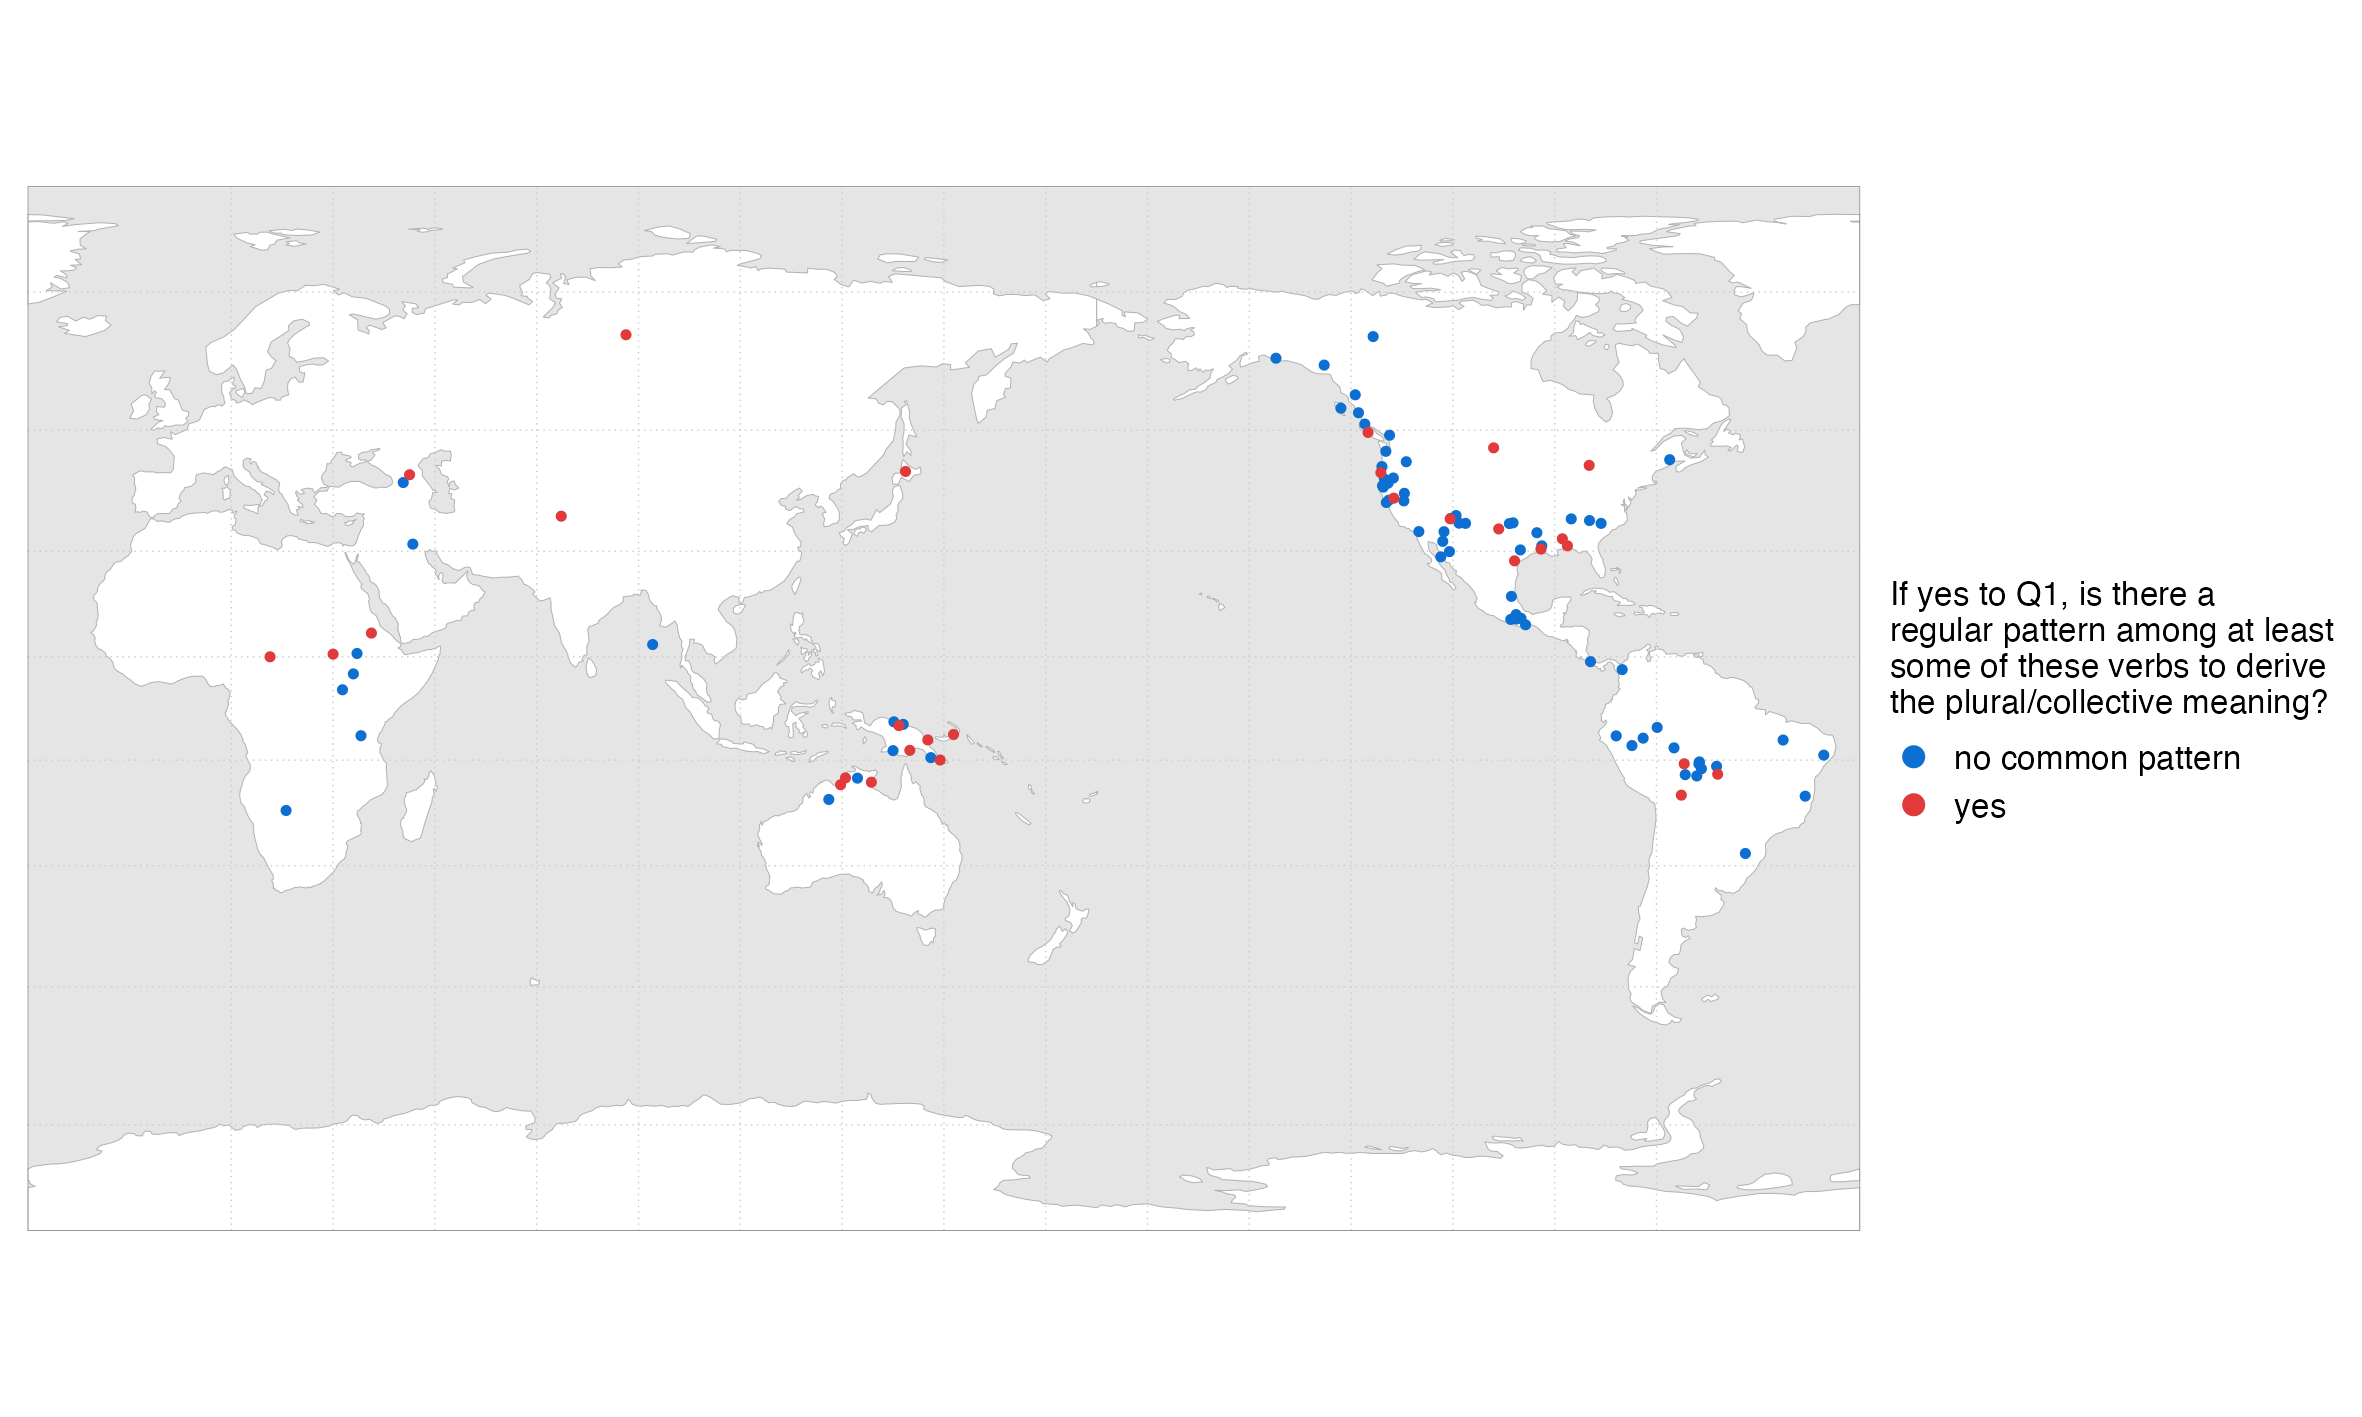 If yes to Q1, is there a
regular pattern among at least
some of these verbs to derive
the plural/collective meaning?
no common pattern
yes